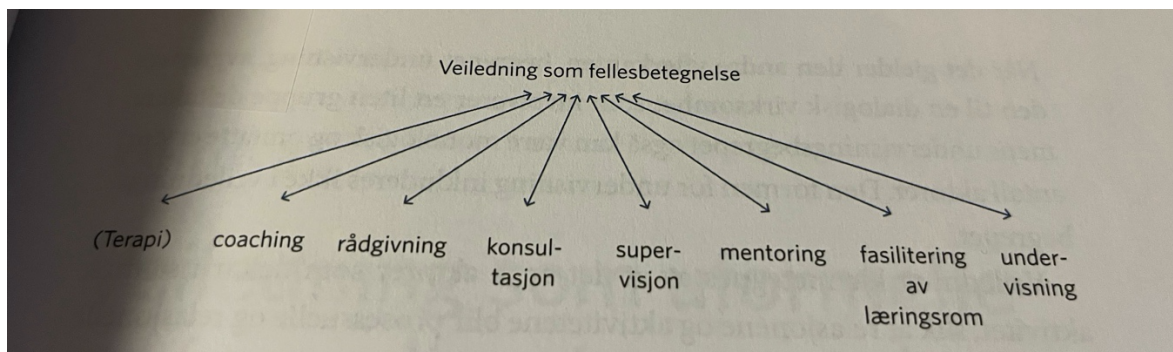 Veiledning som fellesbetegnelse
(Terapi) coaching rådgivning konsul- super- mentoring fasilitering under-
tasjon visjon av visning
læringsrom